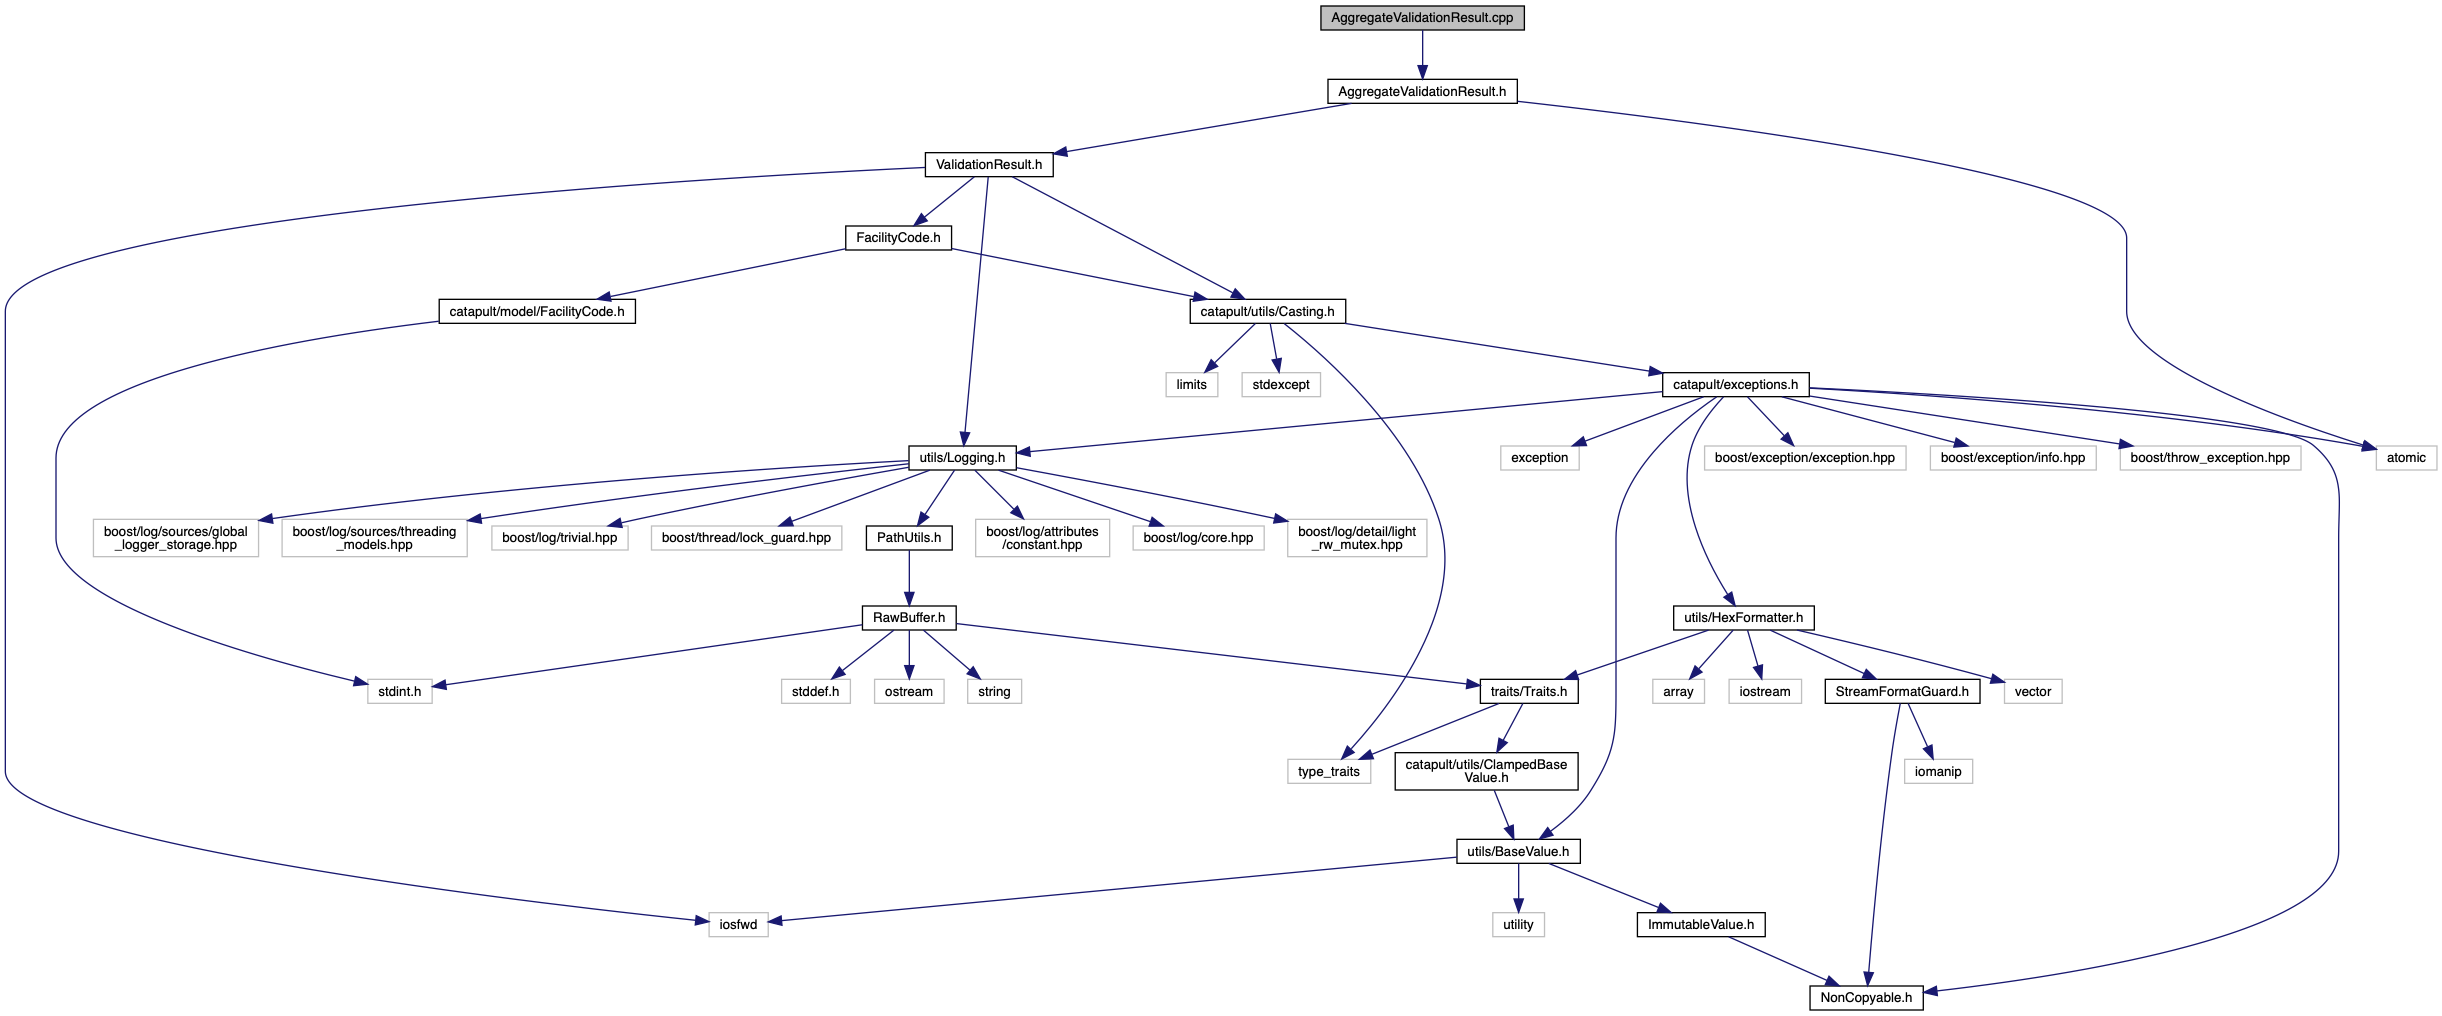 AggregateValidationResult.cpp
AggregateValidationResult.h
ValidationResult.h
FacilityCode.h
catapult/model/FacilityCode.h
catapult/utils/Casting.h
limits
stdexcept
catapult/exceptions.h
utils/Logging.h
exception
boost/exception/exception.hpp
boost/exception/info.hpp
boost/throw_exception.hpp
atomic
boost/log/sources/global
_logger_storage.hpp
boost/log/sources/threading
_models.hpp
boost/log/trivial.hpp
boost/thread/lock_guard.hpp
PathUtils.h
boost/log/attributes
/constant.hpp
boost/log/core.hpp
boost/log/detail/light
_rw_mutex.hpp
RawBuffer.h
utils/HexFormatter.h
stdint.h
stddef.h
ostream
string
traits/Traits.h
array
iostream
StreamFormatGuard.h
vector
type_traits
catapult/utils/ClampedBase
Value.h
iomanip
utils/BaseValue.h
iosfwd
utility
ImmutableValue.h
NonCopyable.h